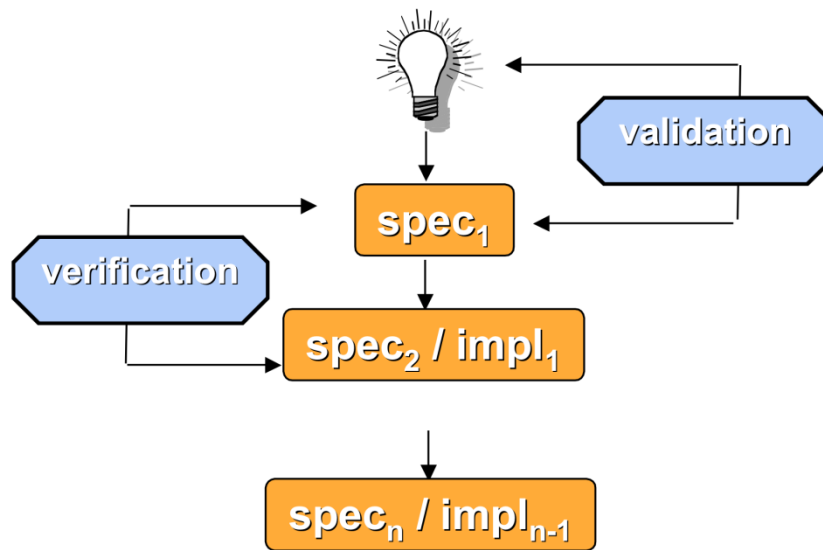 validation
spec₁
verification
spec₂ / impl₁
specₙ / implₙ₋₁